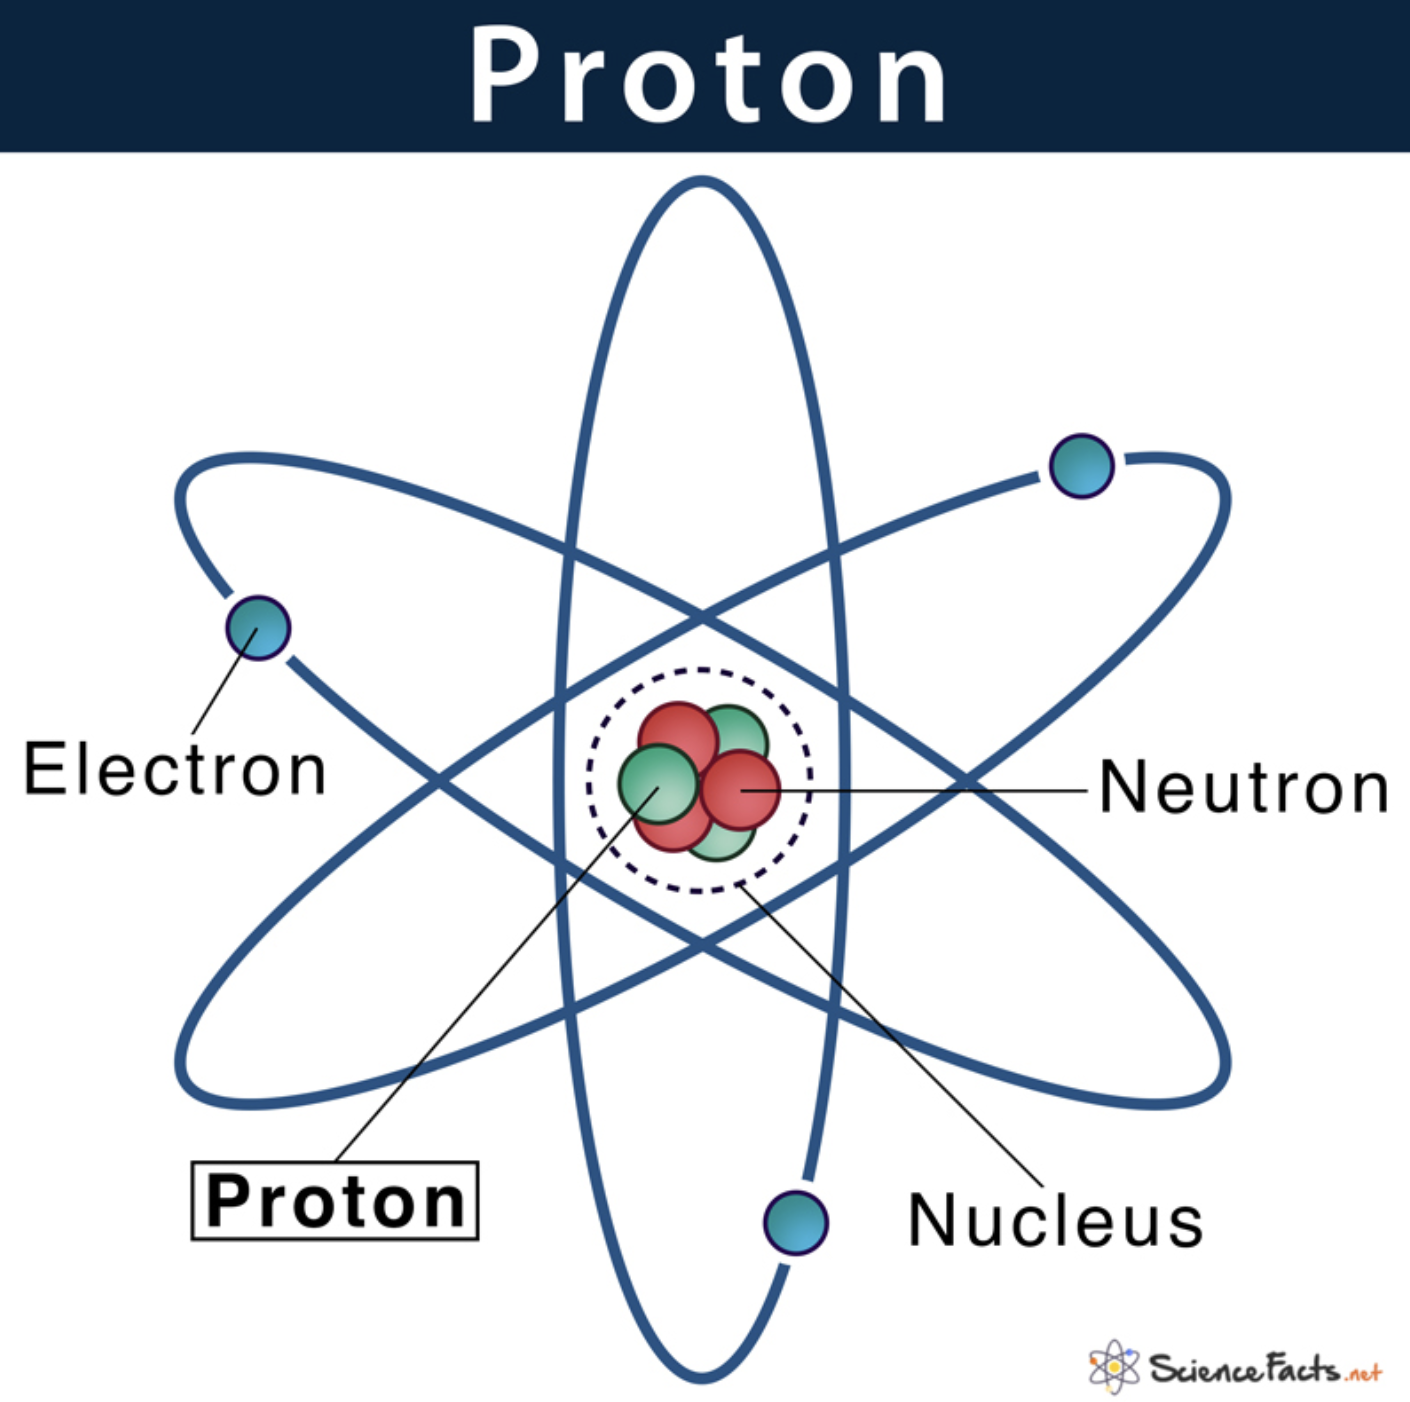 Proton
Electron
Neutron
Proton
Nucleus
ScienceFacts.net